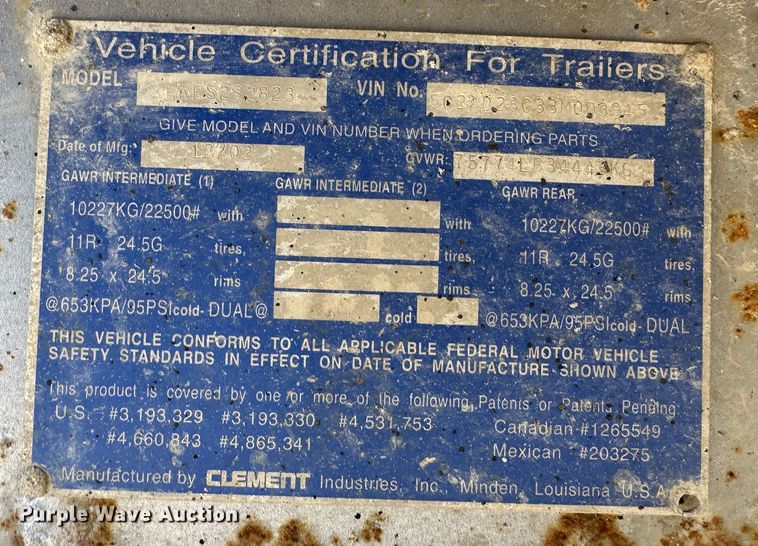 Vehicle Certification For Trailers
MODEL VIN No.
GIVE MODEL AND VIN NUMBER WHEN ORDERING PARTS
Date of Mfg: GVWR:
GAWR INTERMEDIATE (1) GAWR INTERMEDIATE (2) GAWR REAR
10227KG/22500# with with 10227KG/22500# with
11R 24.5G tires, tires, 11R 24.5G tires,
8.25 x 24.5 rims rims 8.25 x 24.5 rims
@653KPA/95PSIcold- DUAL@ cold @653KPA/95PSIcold- DUAL
THIS VEHICLE CONFORMS TO ALL APPLICABLE FEDERAL MOTOR VEHICLE
SAFETY STANDARDS IN EFFECT ON DATE OF MANUFACTURE SHOWN ABOVE
This product is covered by one or more of the following Patents or Patents Pending:
U.S. #3,193,329 #3,193,330 #4,531,753 Canadian #1265549
#4,660,843 #4,865,341 Mexican #203275
Manufactured by CLEMENT Industries, Inc., Minden, Louisiana U.S.A.
Purple Wave Auction